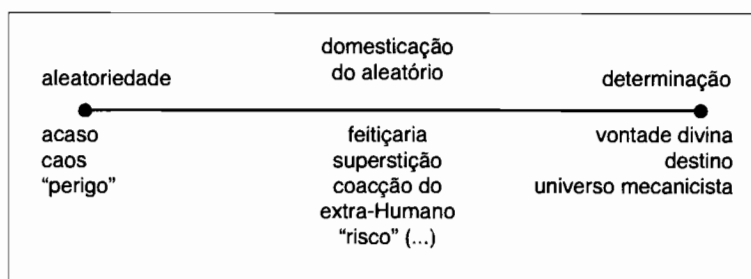 domesticação
do aleatório
aleatoriedade
determinação
acaso
caos
“perigo”
feitiçaria
superstição
coacção do
extra-Humano
“risco” (...)
vontade divina
destino
universo mecanicista